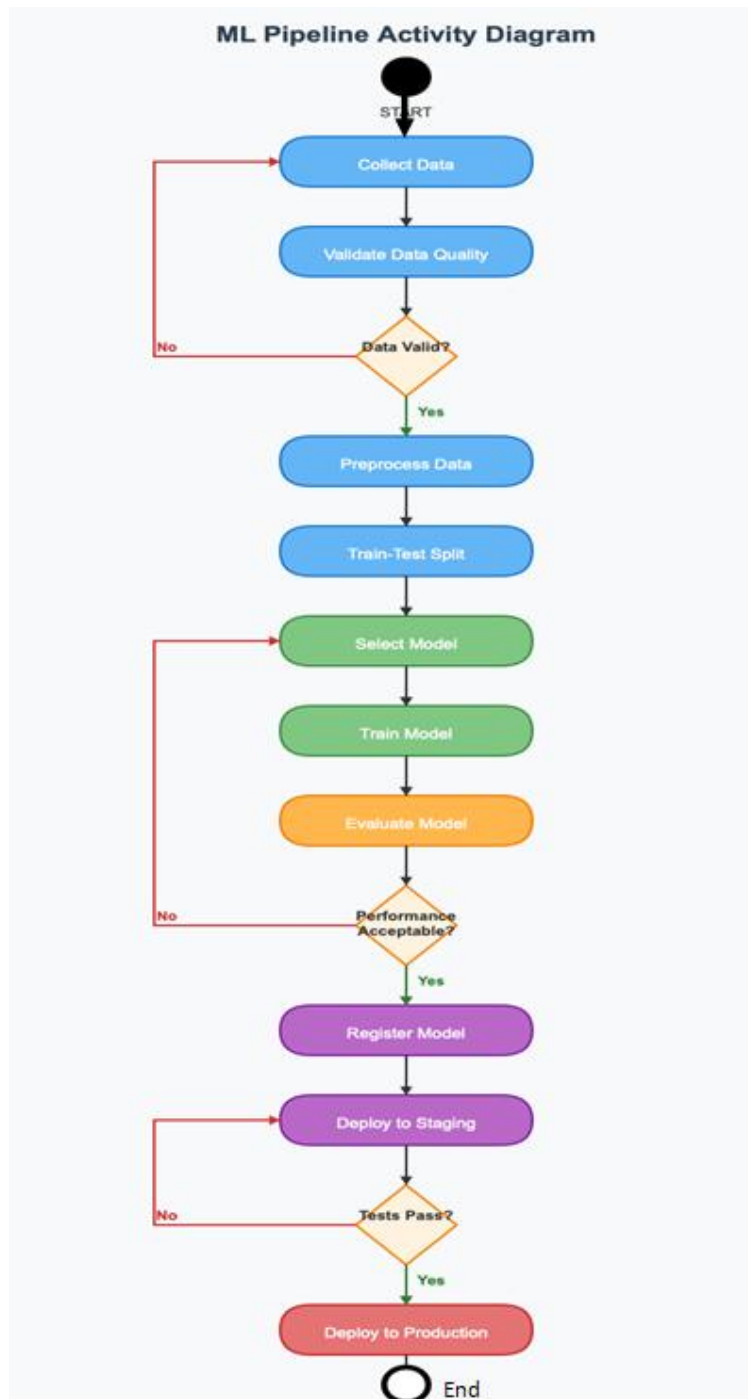 ML Pipeline Activity Diagram
START
Collect Data
Validate Data Quality
Data Valid?
No
Yes
Preprocess Data
Train-Test Split
Select Model
Train Model
Evaluate Model
Performance
Acceptable?
No
Yes
Register Model
Deploy to Staging
Tests Pass?
No
Yes
Deploy to Production
End